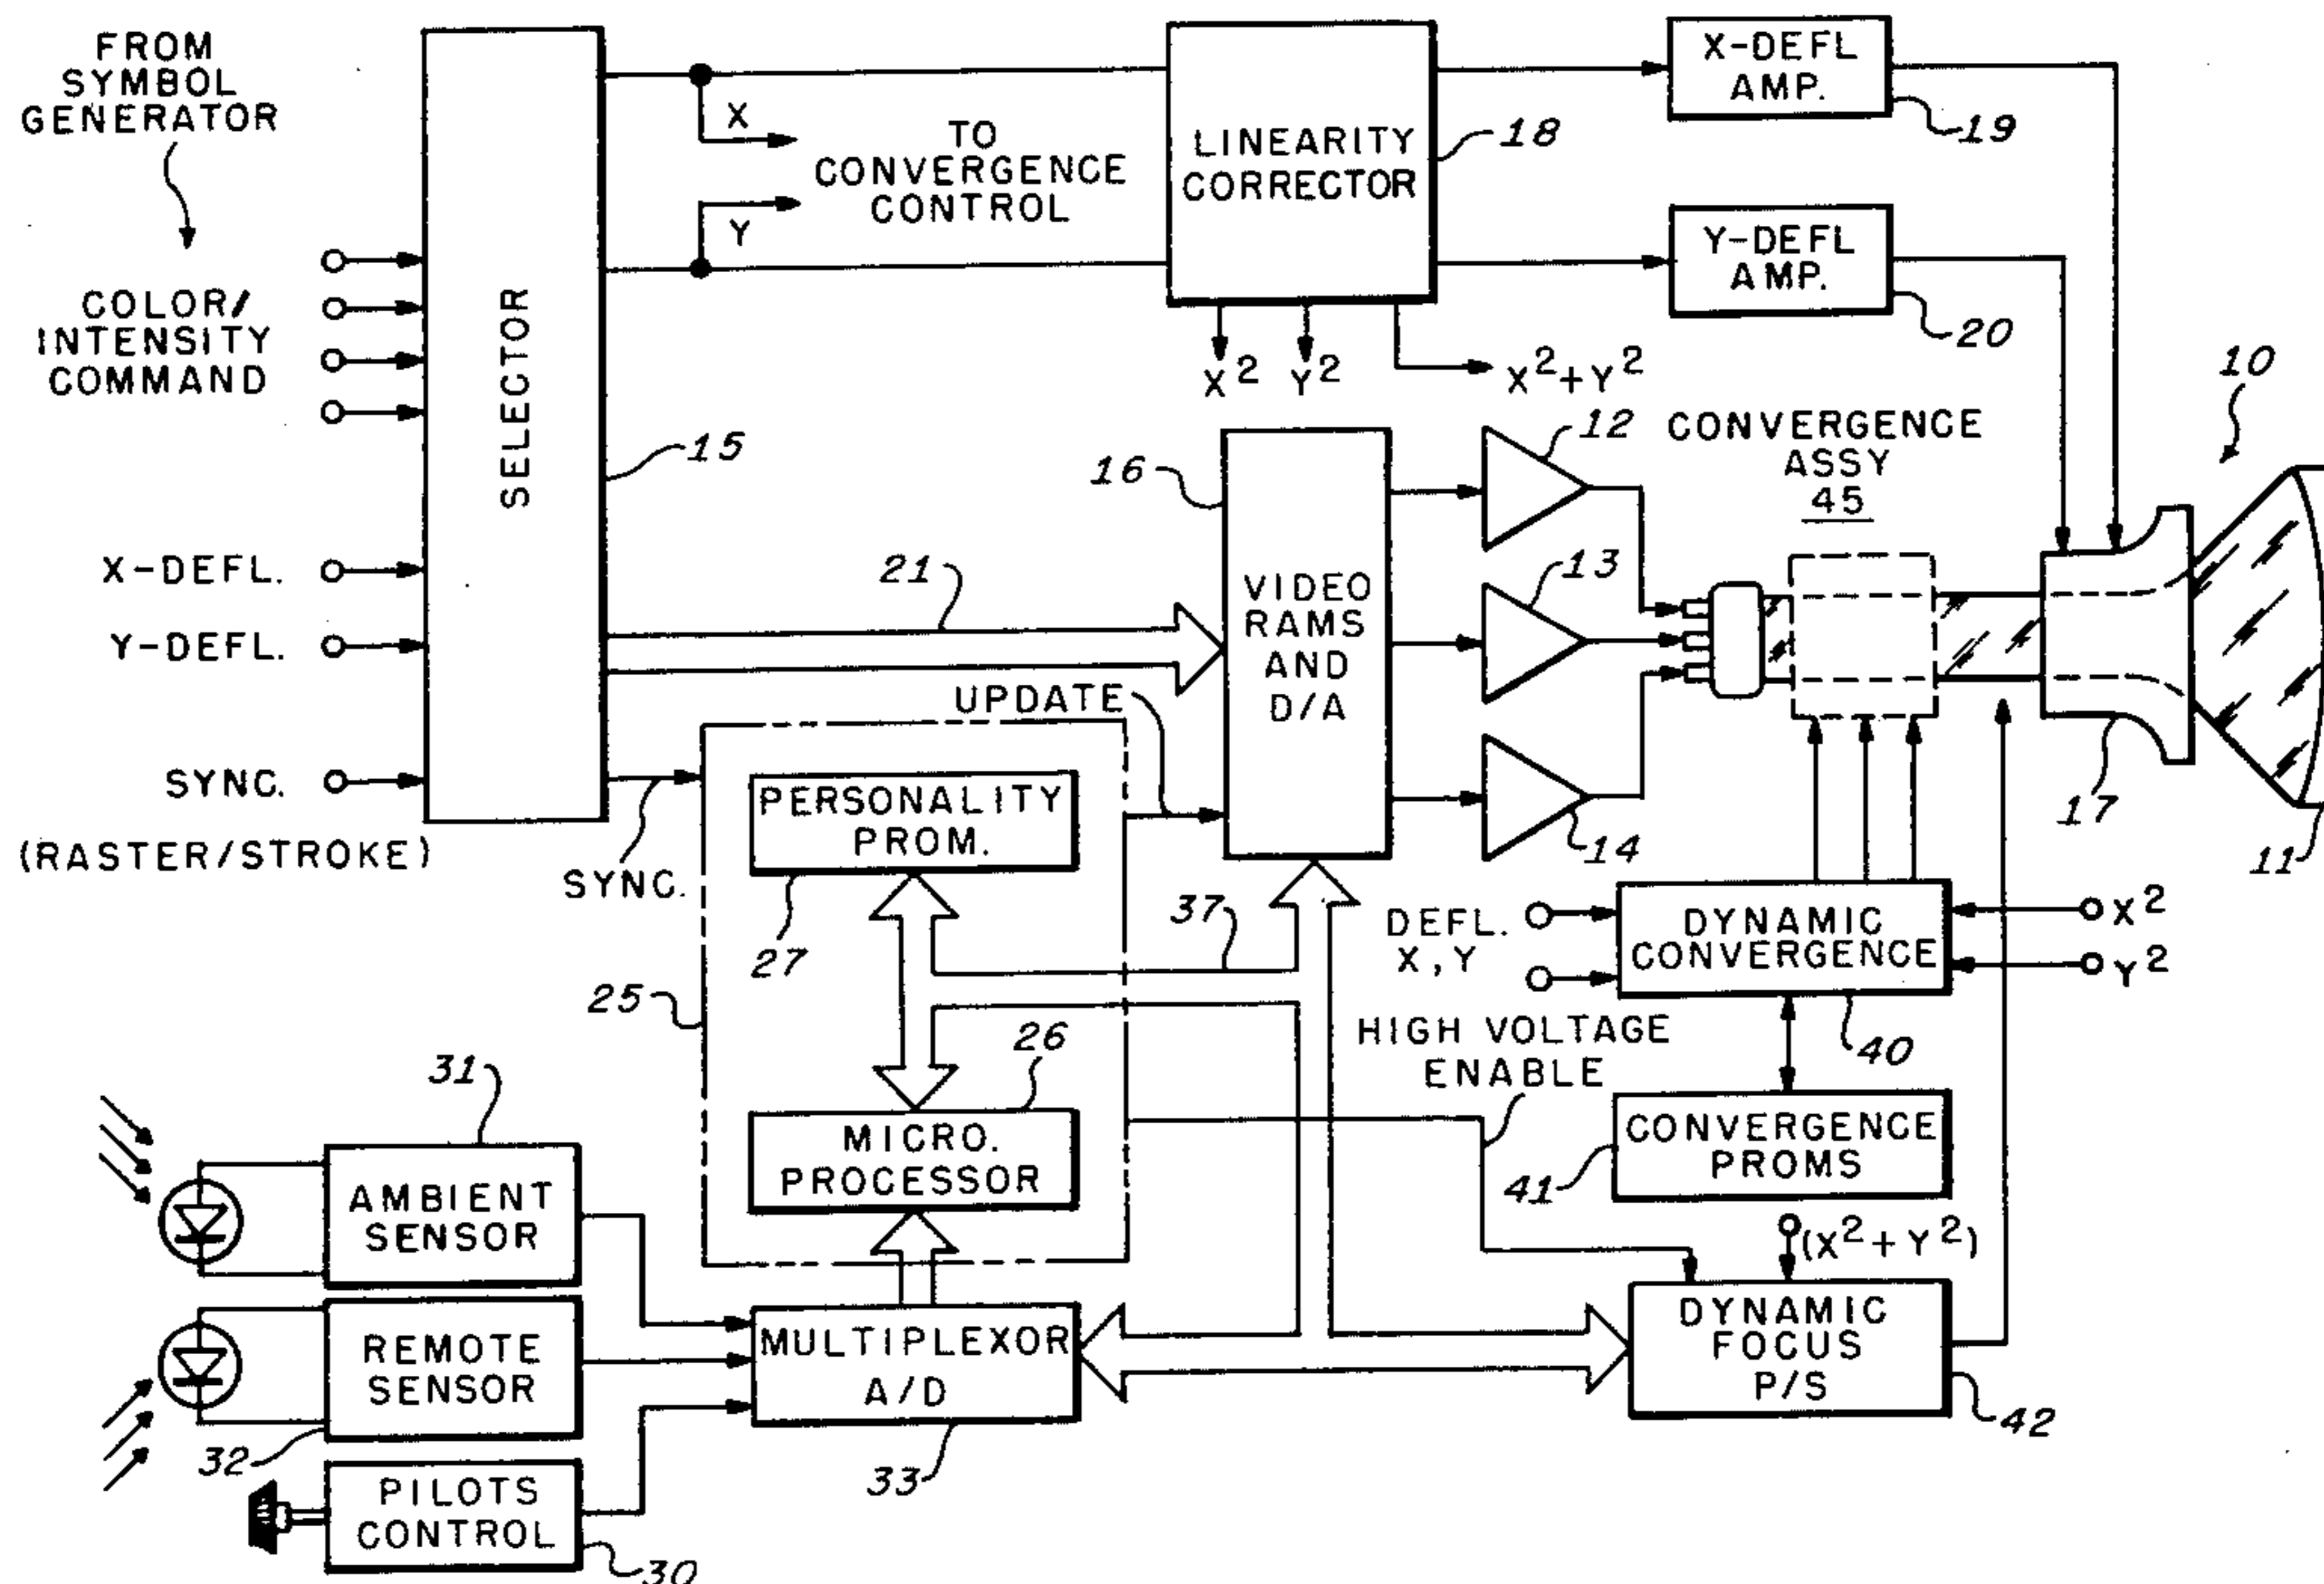 FROM
SYMBOL
GENERATOR
COLOR/
INTENSITY
COMMAND
X-DEFL.
Y-DEFL.
SYNC.
(RASTER/STROKE)
SELECTOR
15
X
TO
CONVERGENCE
CONTROL
Y
LINEARITY
CORRECTOR
18
X-DEFL
AMP.
19
Y-DEFL
AMP.
20
X² Y² X²+Y²
10
16
12
CONVERGENCE
ASSY
45
21
13
VIDEO
RAMS
AND
D/A
UPDATE
14
17
11
SYNC.
PERSONALITY
PROM.
27
25
37
DEFL.
X,Y
DYNAMIC
CONVERGENCE
X²
Y²
40
HIGH VOLTAGE
ENABLE
26
MICRO.
PROCESSOR
CONVERGENCE
PROMS
41
31
AMBIENT
SENSOR
(X²+Y²)
REMOTE
SENSOR
32
MULTIPLEXOR
A/D
33
DYNAMIC
FOCUS
P/S
42
PILOTS
CONTROL
30